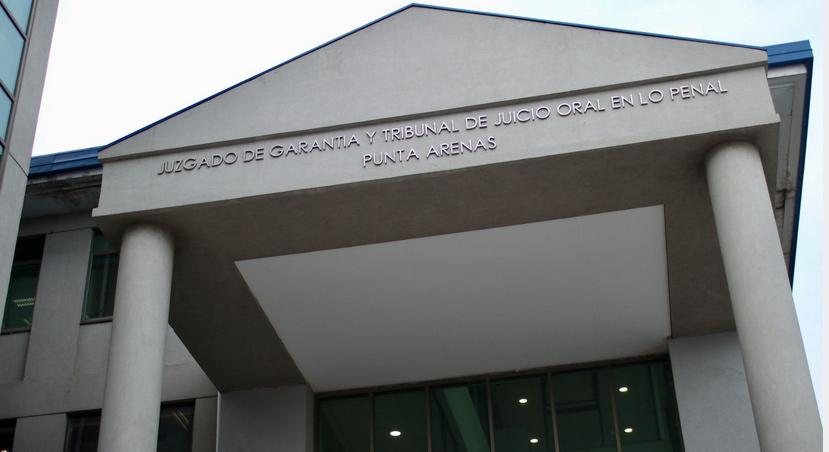 JUZGADO DE GARANTIA Y TRIBUNAL DE JUICIO ORAL EN LO PENAL
PUNTA ARENAS